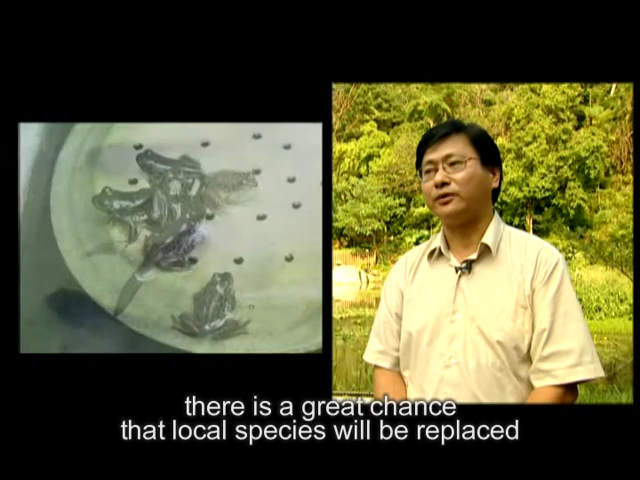 there is a great chance
that local species will be replaced